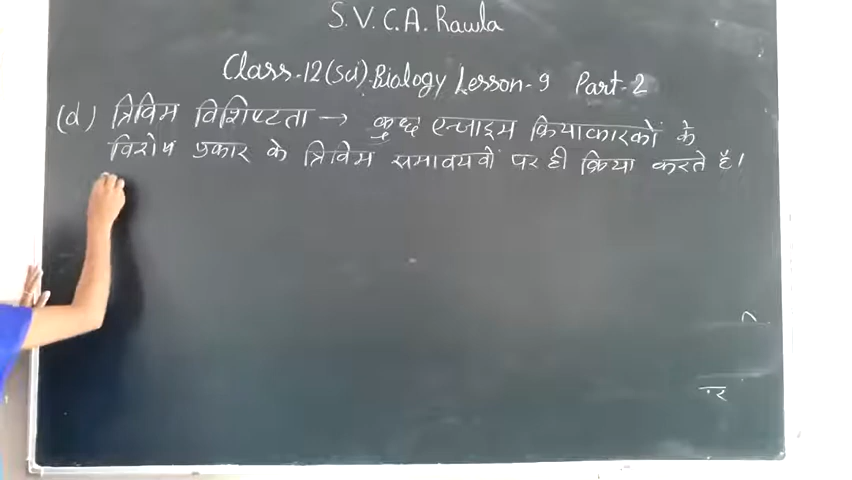 S.V.C.A. Rawla
Class-12(Sci) Biology Lesson-9 Part-2
(d) त्रिविम विशिष्टता → कुछ एन्जाइम क्रियाकारकों के
विशेष प्रकार के त्रिविम समावयवों पर ही क्रिया करते हैं।